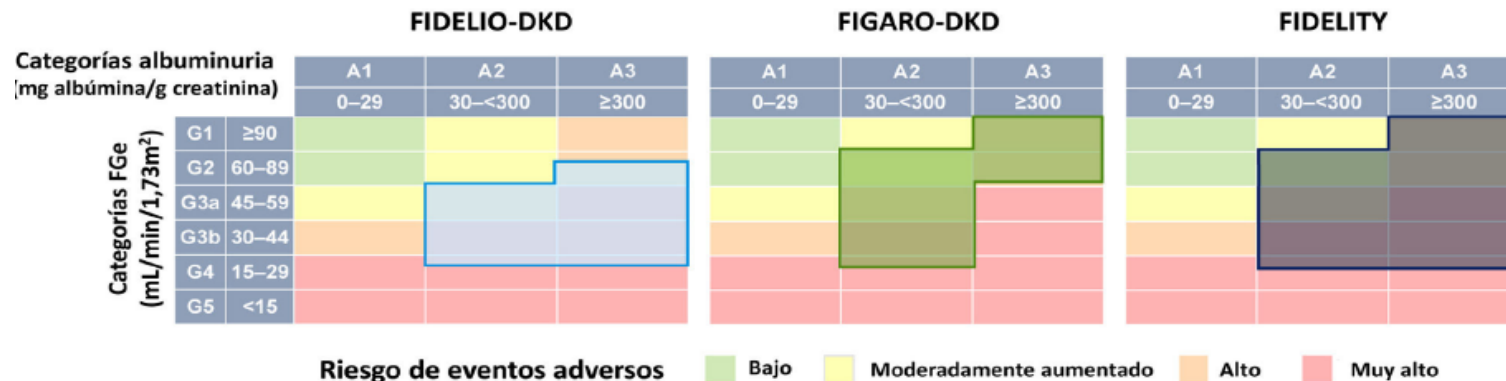 FIDELIO-DKD FIGARO-DKD FIDELITY
Categorías albuminuria
(mg albúmina/g creatinina)
A1 A2 A3 A1 A2 A3 A1 A2 A3
0–29 30–<300 ≥300 0–29 30–<300 ≥300 0–29 30–<300 ≥300
Categorías FGe
(mL/min/1,73m²)
G1 ≥90
G2 60–89
G3a 45–59
G3b 30–44
G4 15–29
G5 <15
Riesgo de eventos adversos Bajo Moderadamente aumentado Alto Muy alto